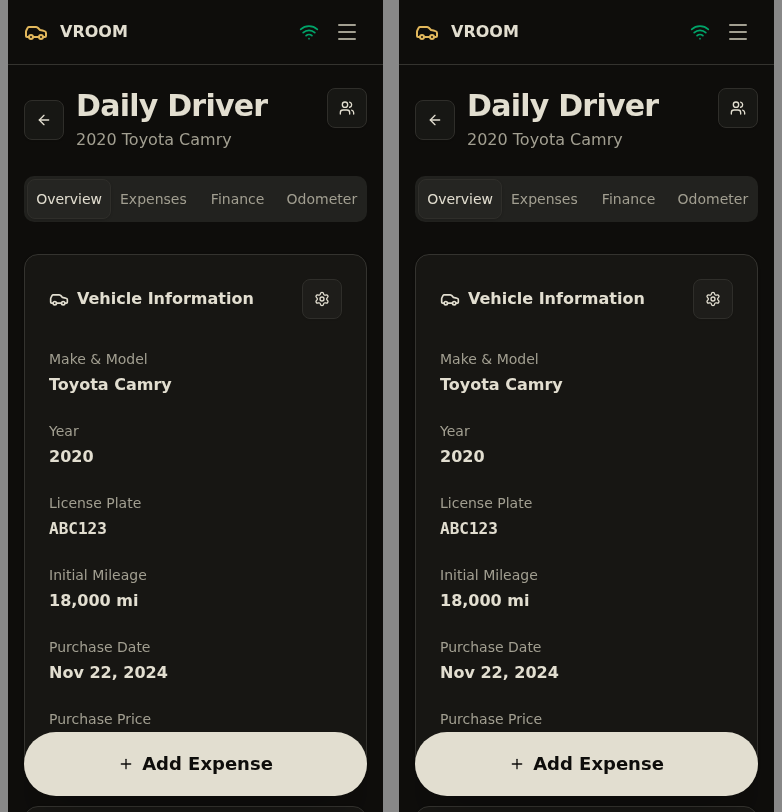 VROOM
Daily Driver
2020 Toyota Camry
Overview Expenses Finance Odometer
Vehicle Information
Make & Model
Toyota Camry
Year
2020
License Plate
ABC123
Initial Mileage
18,000 mi
Purchase Date
Nov 22, 2024
Purchase Price
+ Add Expense
VROOM
Daily Driver
2020 Toyota Camry
Overview Expenses Finance Odometer
Vehicle Information
Make & Model
Toyota Camry
Year
2020
License Plate
ABC123
Initial Mileage
18,000 mi
Purchase Date
Nov 22, 2024
Purchase Price
+ Add Expense